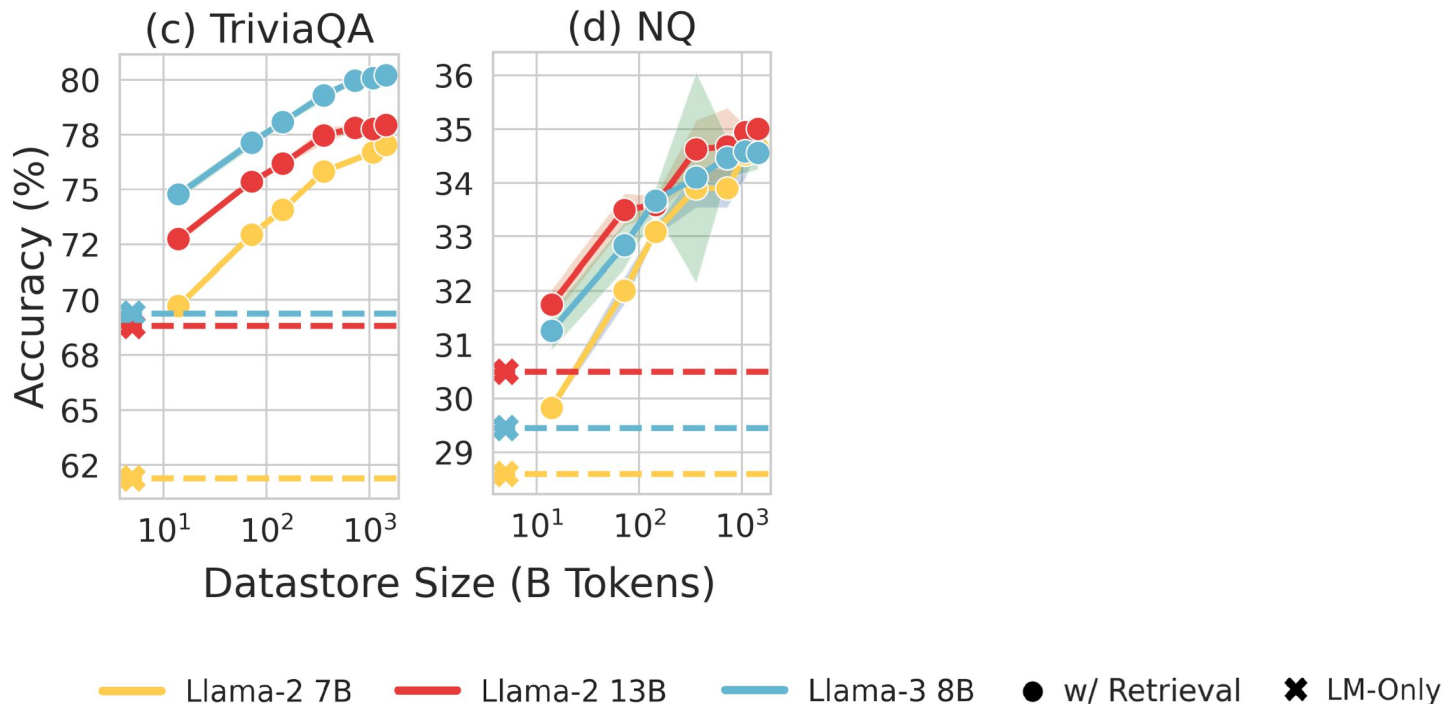 (c) TriviaQA
(d) NQ
Accuracy (%)
80
78
75
72
70
68
65
62
10¹ 10² 10³
36
35
34
33
32
31
30
29
10¹ 10² 10³
Datastore Size (B Tokens)
Llama-2 7B Llama-2 13B Llama-3 8B w/ Retrieval LM-Only